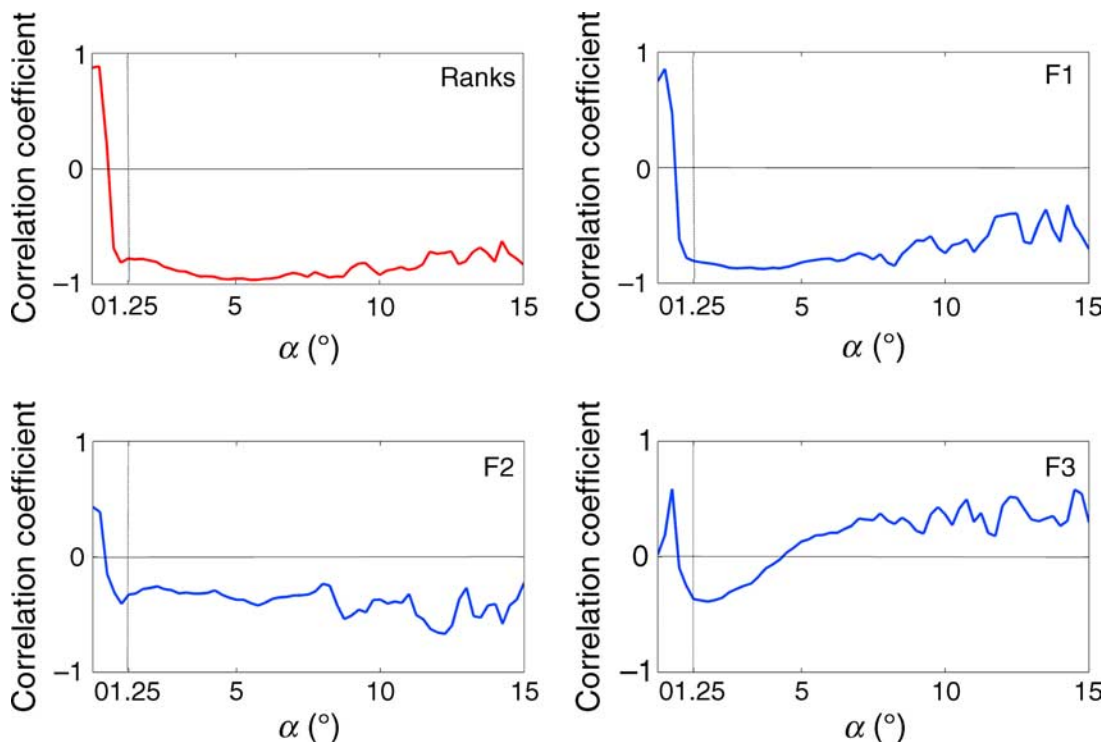 Correlation coefficient
1
0
−1
Ranks
01.25
5
10
15
α (°)
Correlation coefficient
1
0
−1
F1
01.25
5
10
15
α (°)
Correlation coefficient
1
0
−1
F2
01.25
5
10
15
α (°)
Correlation coefficient
1
0
−1
F3
01.25
5
10
15
α (°)